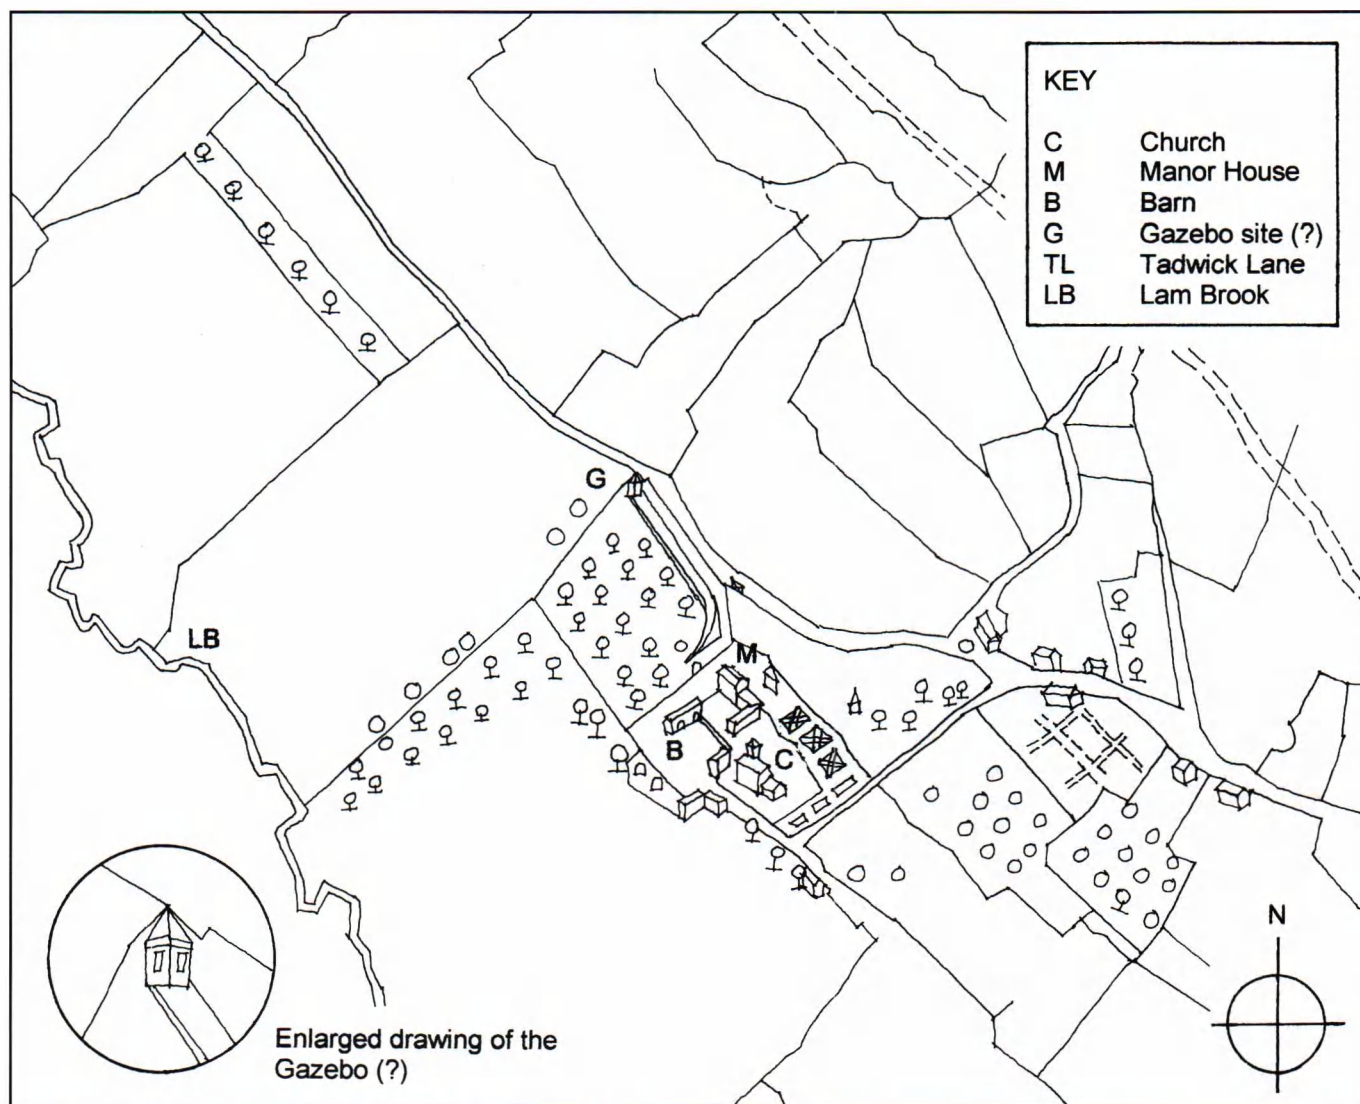 KEY
C Church
M Manor House
B Barn
G Gazebo site (?)
TL Tadwick Lane
LB Lam Brook
G
LB
M
B
C
N
Enlarged drawing of the
Gazebo (?)